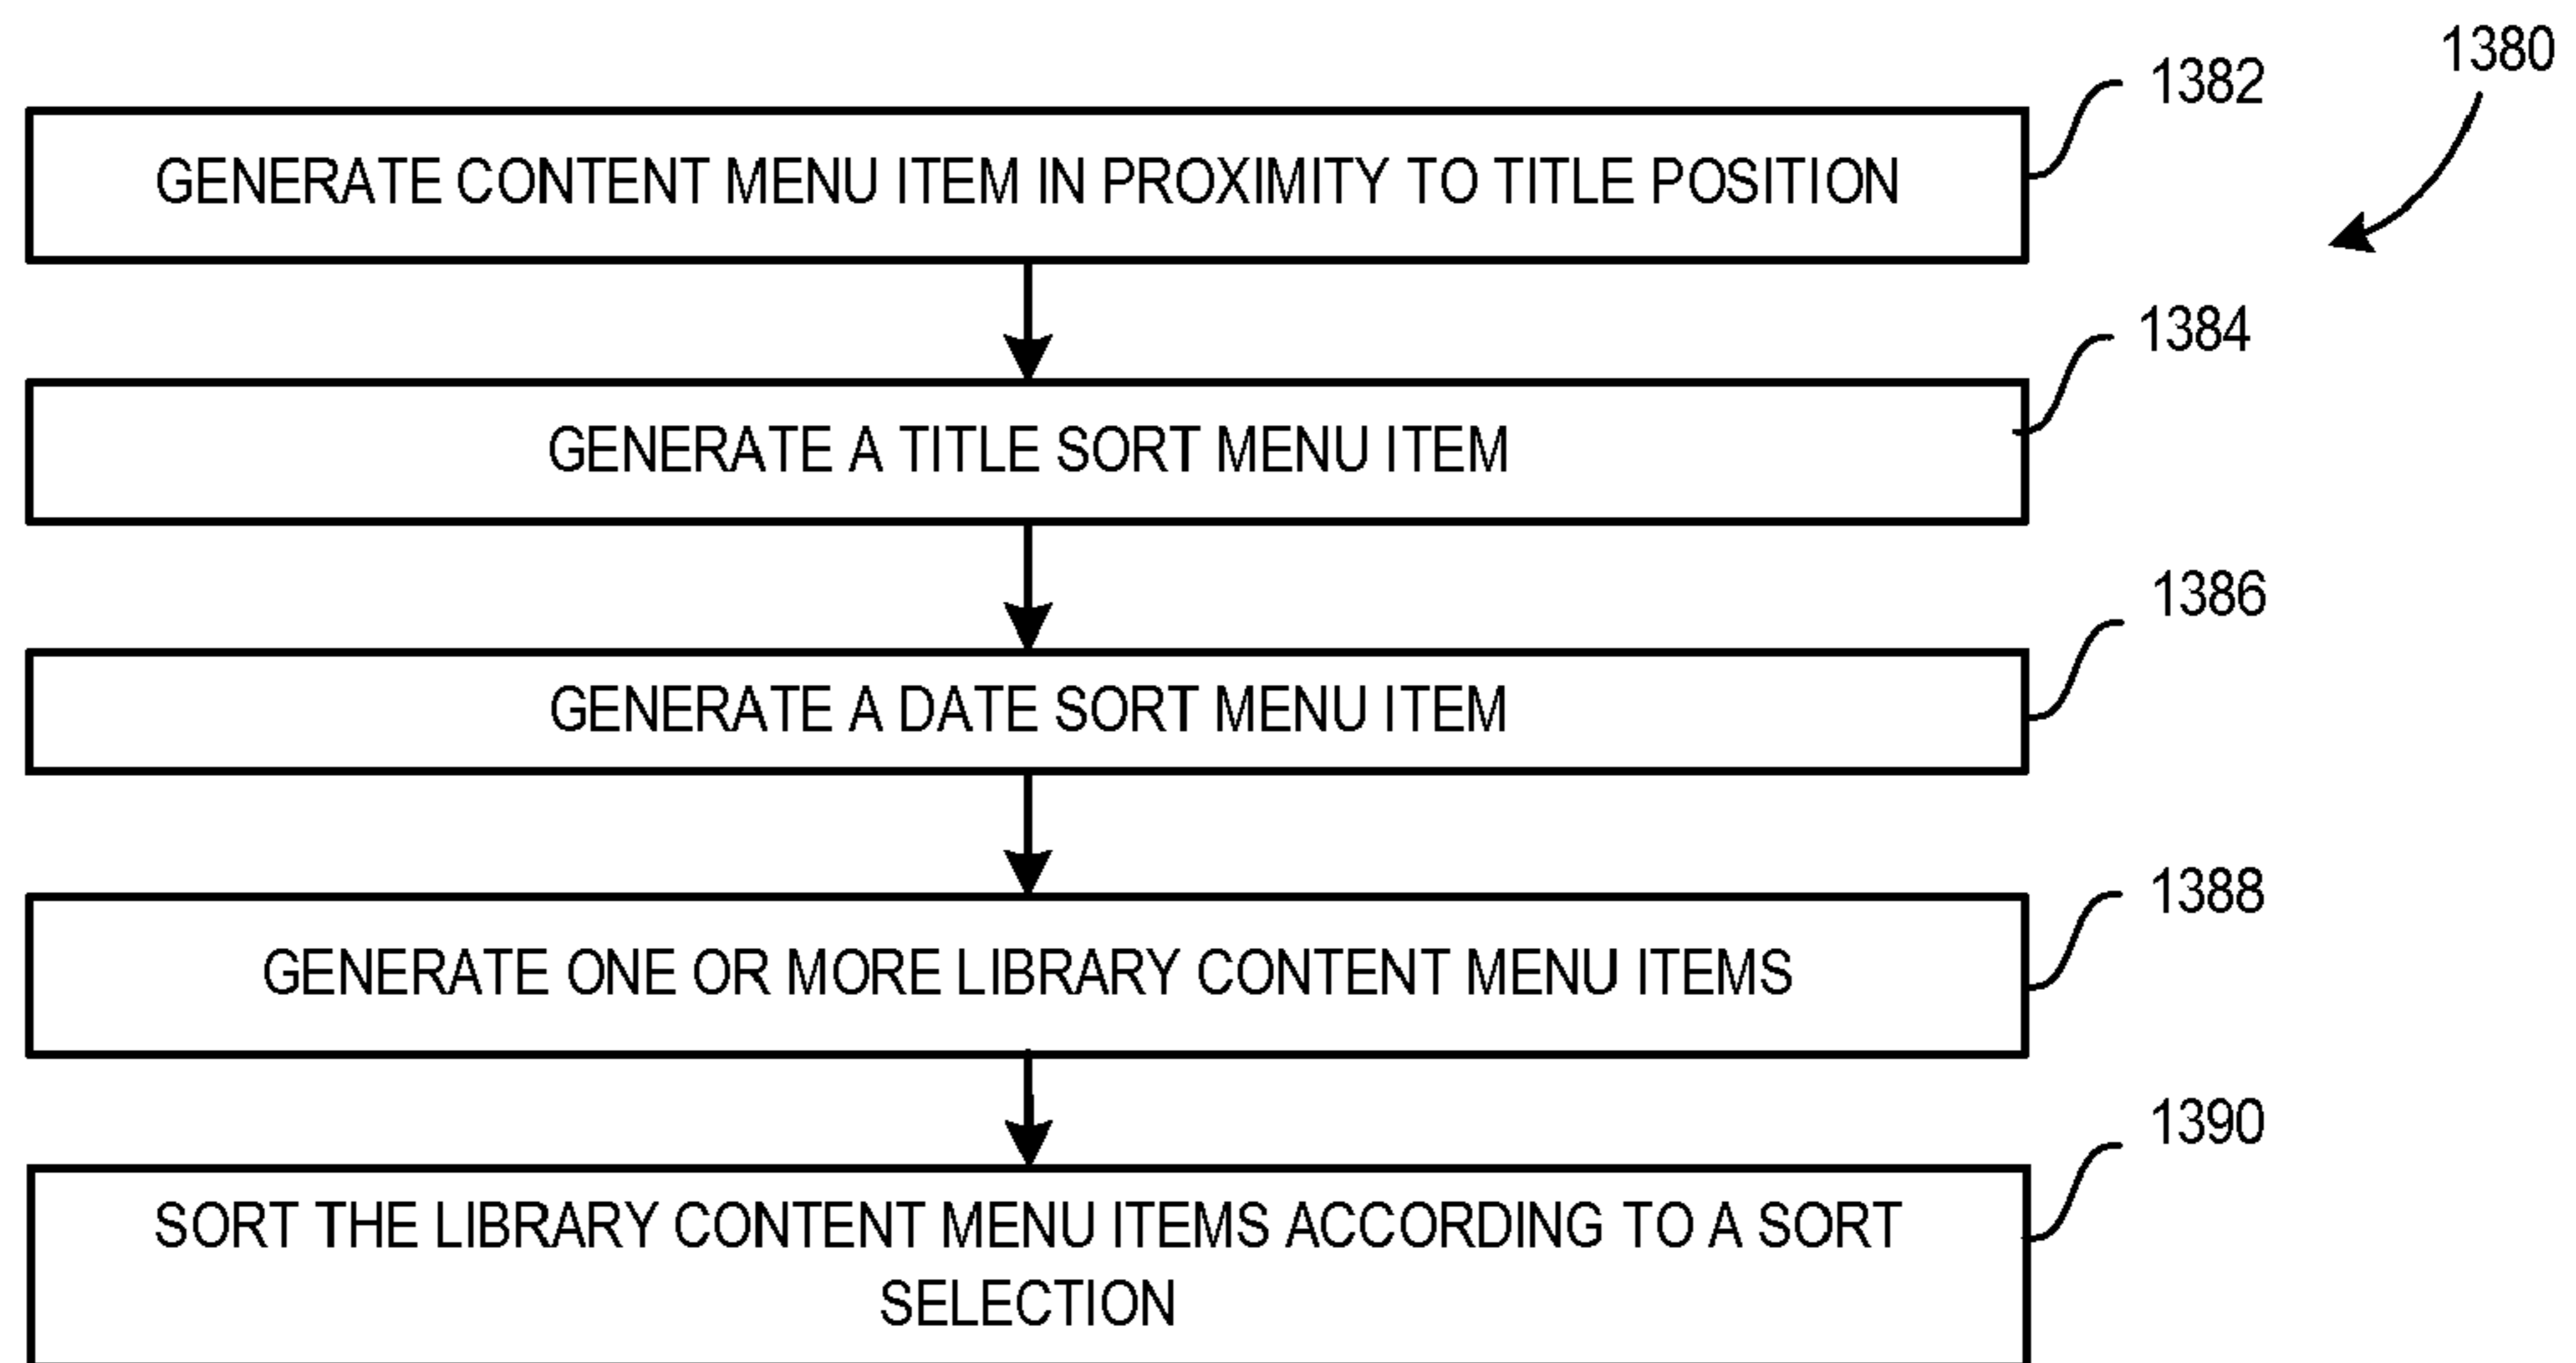 1380
1382
GENERATE CONTENT MENU ITEM IN PROXIMITY TO TITLE POSITION
1384
GENERATE A TITLE SORT MENU ITEM
1386
GENERATE A DATE SORT MENU ITEM
1388
GENERATE ONE OR MORE LIBRARY CONTENT MENU ITEMS
1390
SORT THE LIBRARY CONTENT MENU ITEMS ACCORDING TO A SORT
SELECTION